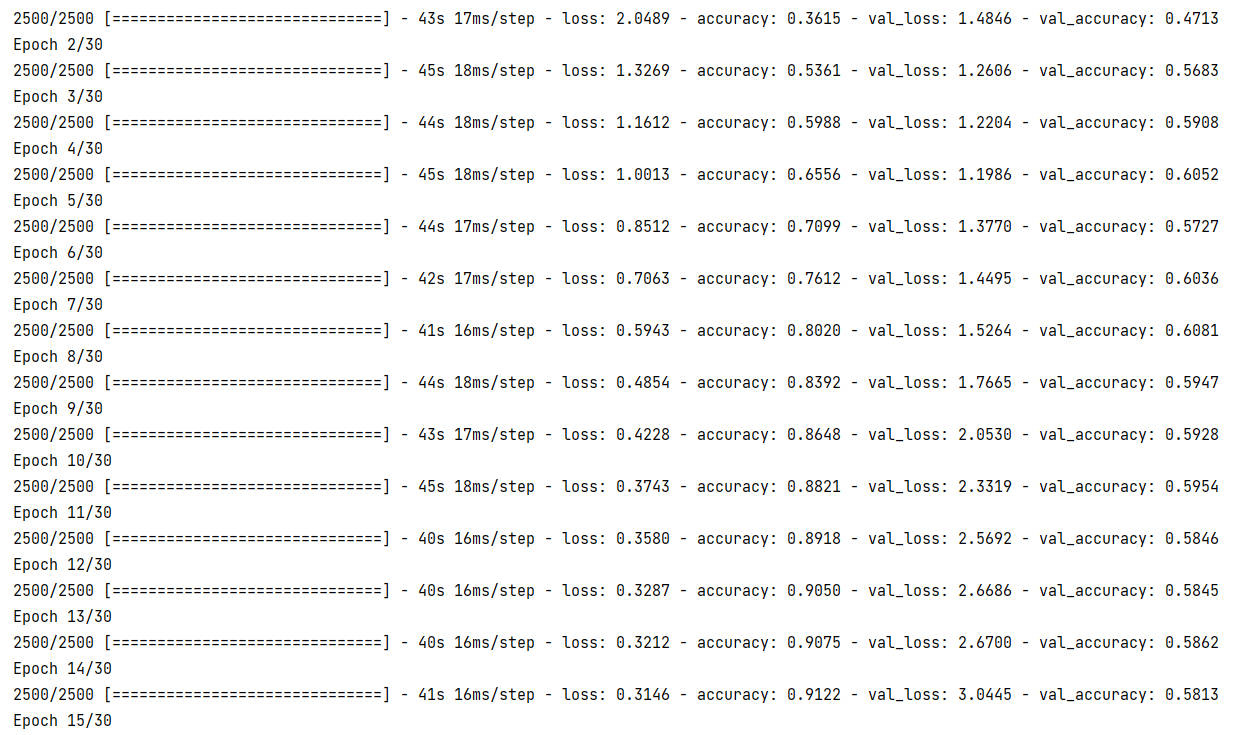 2500/2500 [==============================] - 43s 17ms/step - loss: 2.0489 - accuracy: 0.3615 - val_loss: 1.4846 - val_accuracy: 0.4713
Epoch 2/30
2500/2500 [==============================] - 45s 18ms/step - loss: 1.3269 - accuracy: 0.5361 - val_loss: 1.2606 - val_accuracy: 0.5683
Epoch 3/30
2500/2500 [==============================] - 44s 18ms/step - loss: 1.1612 - accuracy: 0.5988 - val_loss: 1.2204 - val_accuracy: 0.5908
Epoch 4/30
2500/2500 [==============================] - 45s 18ms/step - loss: 1.0013 - accuracy: 0.6556 - val_loss: 1.1986 - val_accuracy: 0.6052
Epoch 5/30
2500/2500 [==============================] - 44s 17ms/step - loss: 0.8512 - accuracy: 0.7099 - val_loss: 1.3770 - val_accuracy: 0.5727
Epoch 6/30
2500/2500 [==============================] - 42s 17ms/step - loss: 0.7063 - accuracy: 0.7612 - val_loss: 1.4495 - val_accuracy: 0.6036
Epoch 7/30
2500/2500 [==============================] - 41s 16ms/step - loss: 0.5943 - accuracy: 0.8020 - val_loss: 1.5264 - val_accuracy: 0.6081
Epoch 8/30
2500/2500 [==============================] - 44s 18ms/step - loss: 0.4854 - accuracy: 0.8392 - val_loss: 1.7665 - val_accuracy: 0.5947
Epoch 9/30
2500/2500 [==============================] - 43s 17ms/step - loss: 0.4228 - accuracy: 0.8648 - val_loss: 2.0530 - val_accuracy: 0.5928
Epoch 10/30
2500/2500 [==============================] - 45s 18ms/step - loss: 0.3743 - accuracy: 0.8821 - val_loss: 2.3319 - val_accuracy: 0.5954
Epoch 11/30
2500/2500 [==============================] - 40s 16ms/step - loss: 0.3580 - accuracy: 0.8918 - val_loss: 2.5692 - val_accuracy: 0.5846
Epoch 12/30
2500/2500 [==============================] - 40s 16ms/step - loss: 0.3287 - accuracy: 0.9050 - val_loss: 2.6686 - val_accuracy: 0.5845
Epoch 13/30
2500/2500 [==============================] - 40s 16ms/step - loss: 0.3212 - accuracy: 0.9075 - val_loss: 2.6700 - val_accuracy: 0.5862
Epoch 14/30
2500/2500 [==============================] - 41s 16ms/step - loss: 0.3146 - accuracy: 0.9122 - val_loss: 3.0445 - val_accuracy: 0.5813
Epoch 15/30